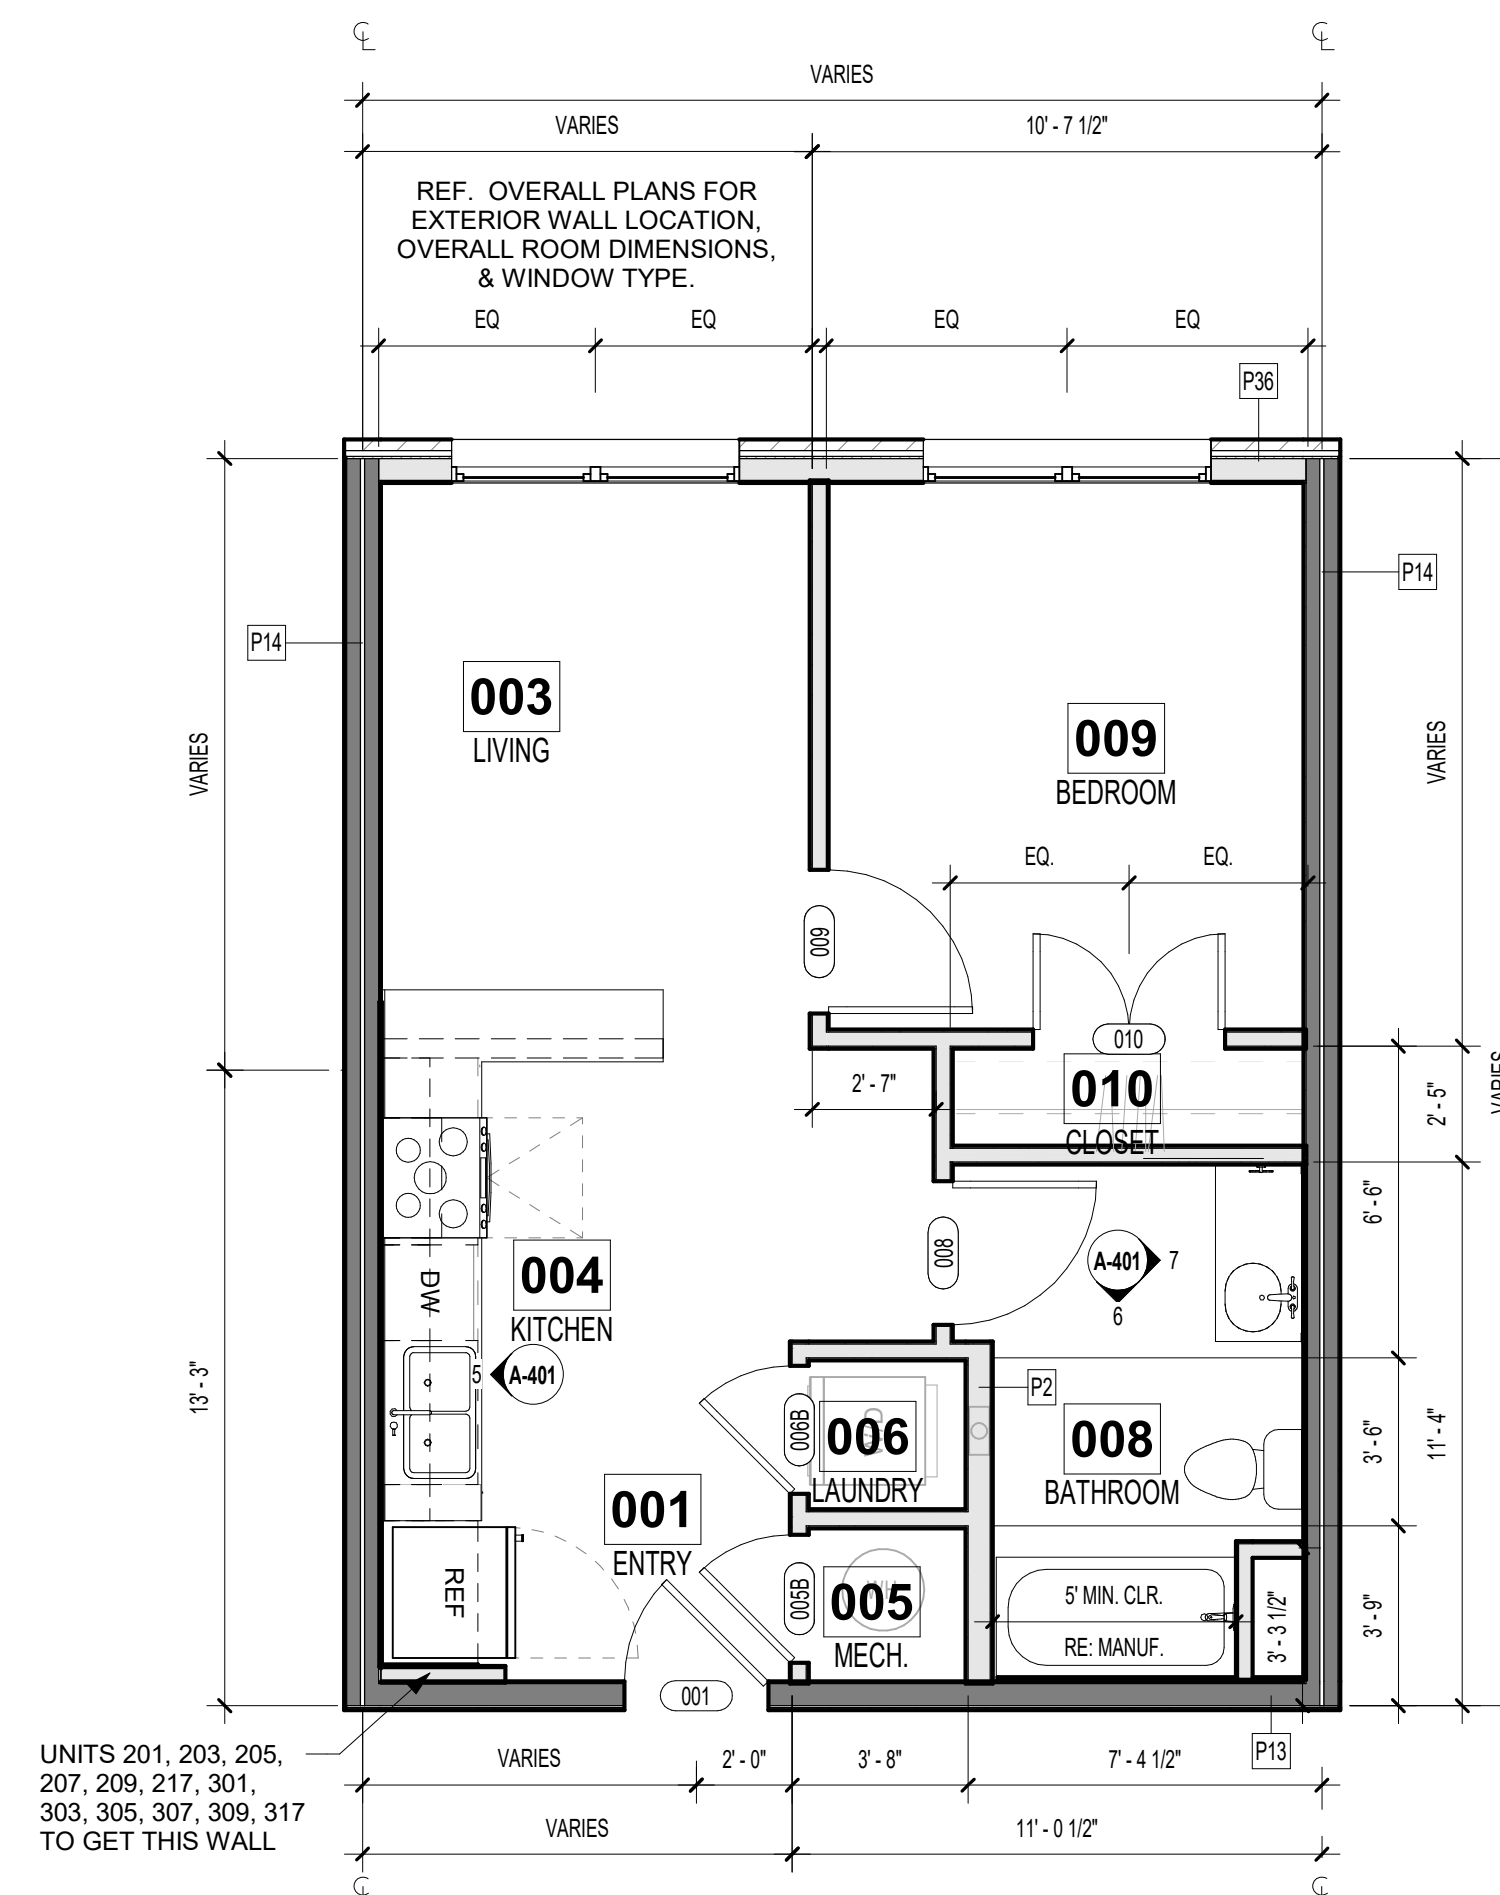 ℄
℄
VARIES
VARIES
10' - 7 1/2"
REF. OVERALL PLANS FOR
EXTERIOR WALL LOCATION,
OVERALL ROOM DIMENSIONS,
& WINDOW TYPE.
EQ
EQ
EQ
EQ
P36
P14
P14
003
LIVING
009
BEDROOM
VARIES
VARIES
EQ.
EQ.
009
010
010
CLOSET
2' - 7"
2' - 5"
VARIES
6' - 6"
008
A-401
7
6
004
KITCHEN
DW
5
A-401
13' - 3"
P2
006B
006
LAUNDRY
008
BATHROOM
3' - 6"
11' - 4"
001
ENTRY
REF
005B
WH
005
MECH.
5' MIN. CLR.
RE: MANUF.
3' - 3 1/2"
3' - 9"
001
P13
UNITS 201, 203, 205,
207, 209, 217, 301,
303, 305, 307, 309, 317
TO GET THIS WALL
VARIES
2' - 0"
3' - 8"
7' - 4 1/2"
VARIES
11' - 0 1/2"
℄
℄